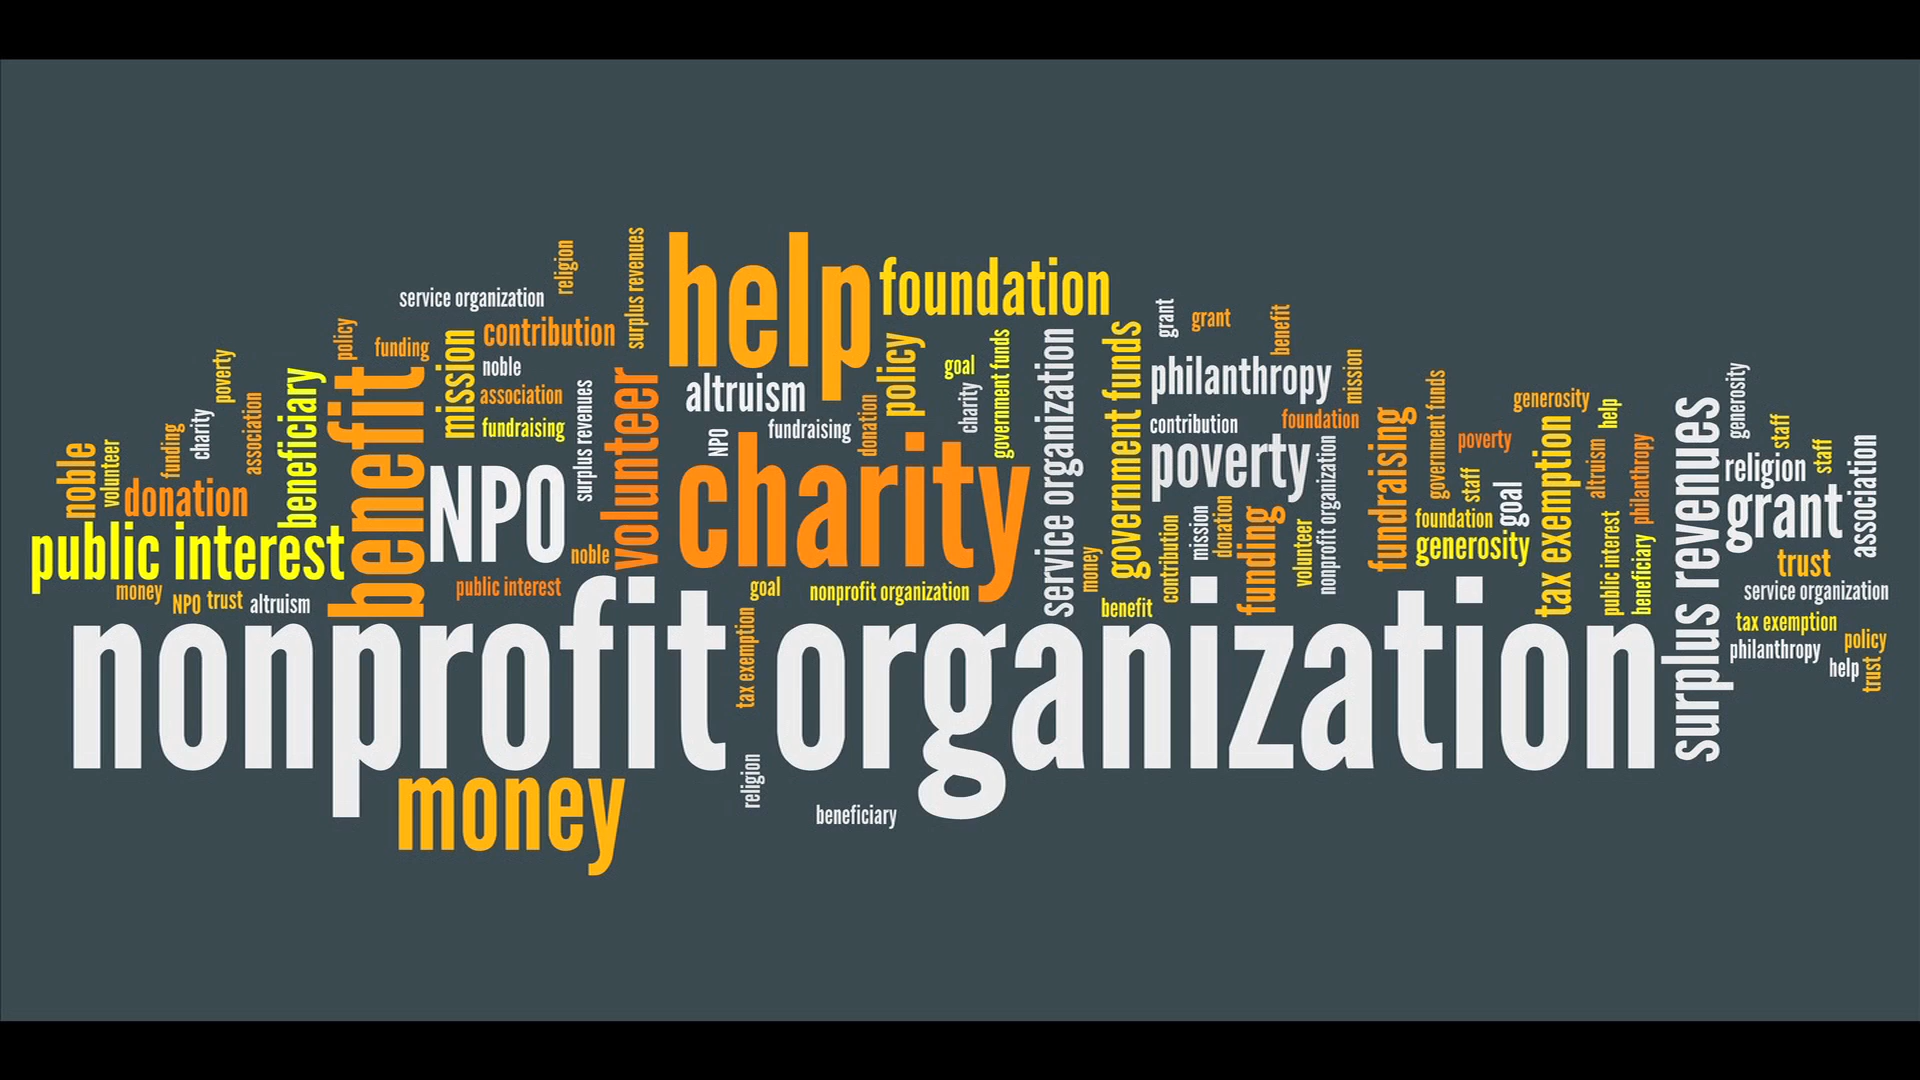 religion
surplus revenues
help
foundation
service organization
grant
grant
benefit
policy
funding
mission
contribution
noble
association
fundraising
altruism
policy
goal
charity
government funds
service organization
government funds
philanthropy
mission
contribution
foundation
poverty
poverty
funding
charity
association
beneficiary
benefit
surplus revenues
volunteer
NPO
fundraising
donation
charity
fundraising
government funds
poverty
staff
goal
generosity
help
tax exemption
altruism
philanthropy
surplus revenues
generosity
staff
staff
religion
grant
association
noble
volunteer
donation
public interest
NPO
noble
money
contribution
mission
donation
funding
volunteer
nonprofit organization
foundation
generosity
public interest
beneficiary
trust
service organization
money
NPO
trust
altruism
public interest
goal
nonprofit organization
benefit
tax exemption
philanthropy
policy
help
trust
nonprofit organization
tax exemption
money
religion
beneficiary